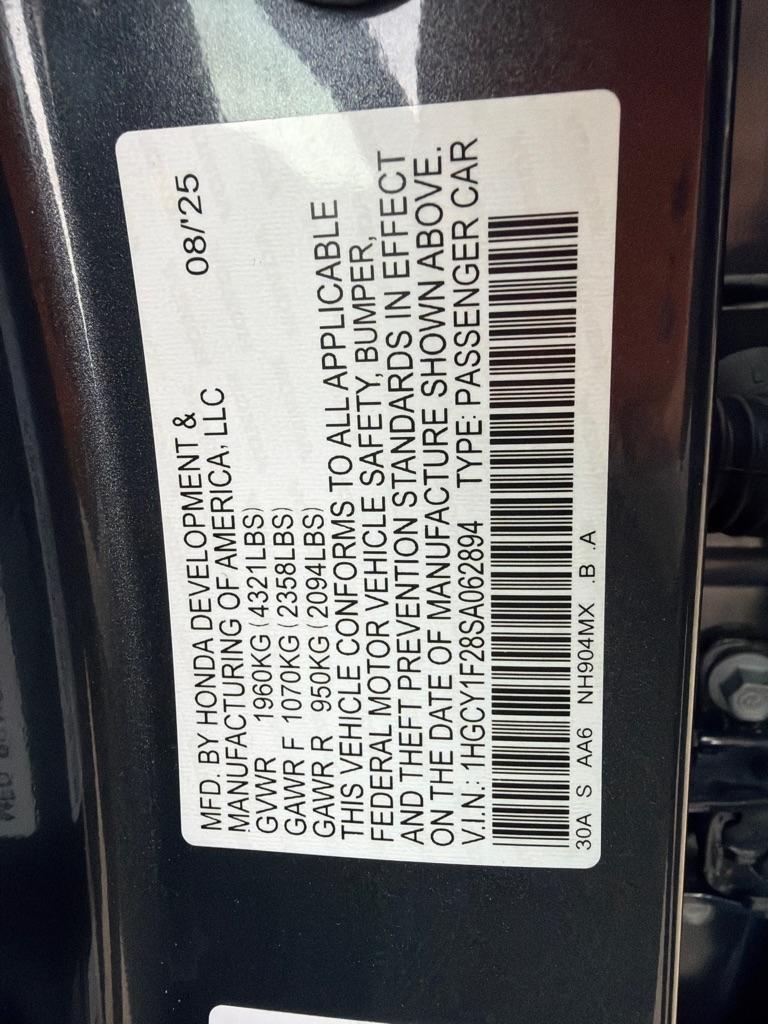 MFD. BY HONDA DEVELOPMENT &
MANUFACTURING OF AMERICA, LLC 08/'25
GVWR 1960KG (4321LBS)
GAWR F 1070KG (2358LBS)
GAWR R 950KG (2094LBS)
THIS VEHICLE CONFORMS TO ALL APPLICABLE
FEDERAL MOTOR VEHICLE SAFETY, BUMPER,
AND THEFT PREVENTION STANDARDS IN EFFECT
ON THE DATE OF MANUFACTURE SHOWN ABOVE.
V.I.N.: 1HGCY1F28SA062894 TYPE: PASSENGER CAR
30A S AA6 NH904MX .B .A